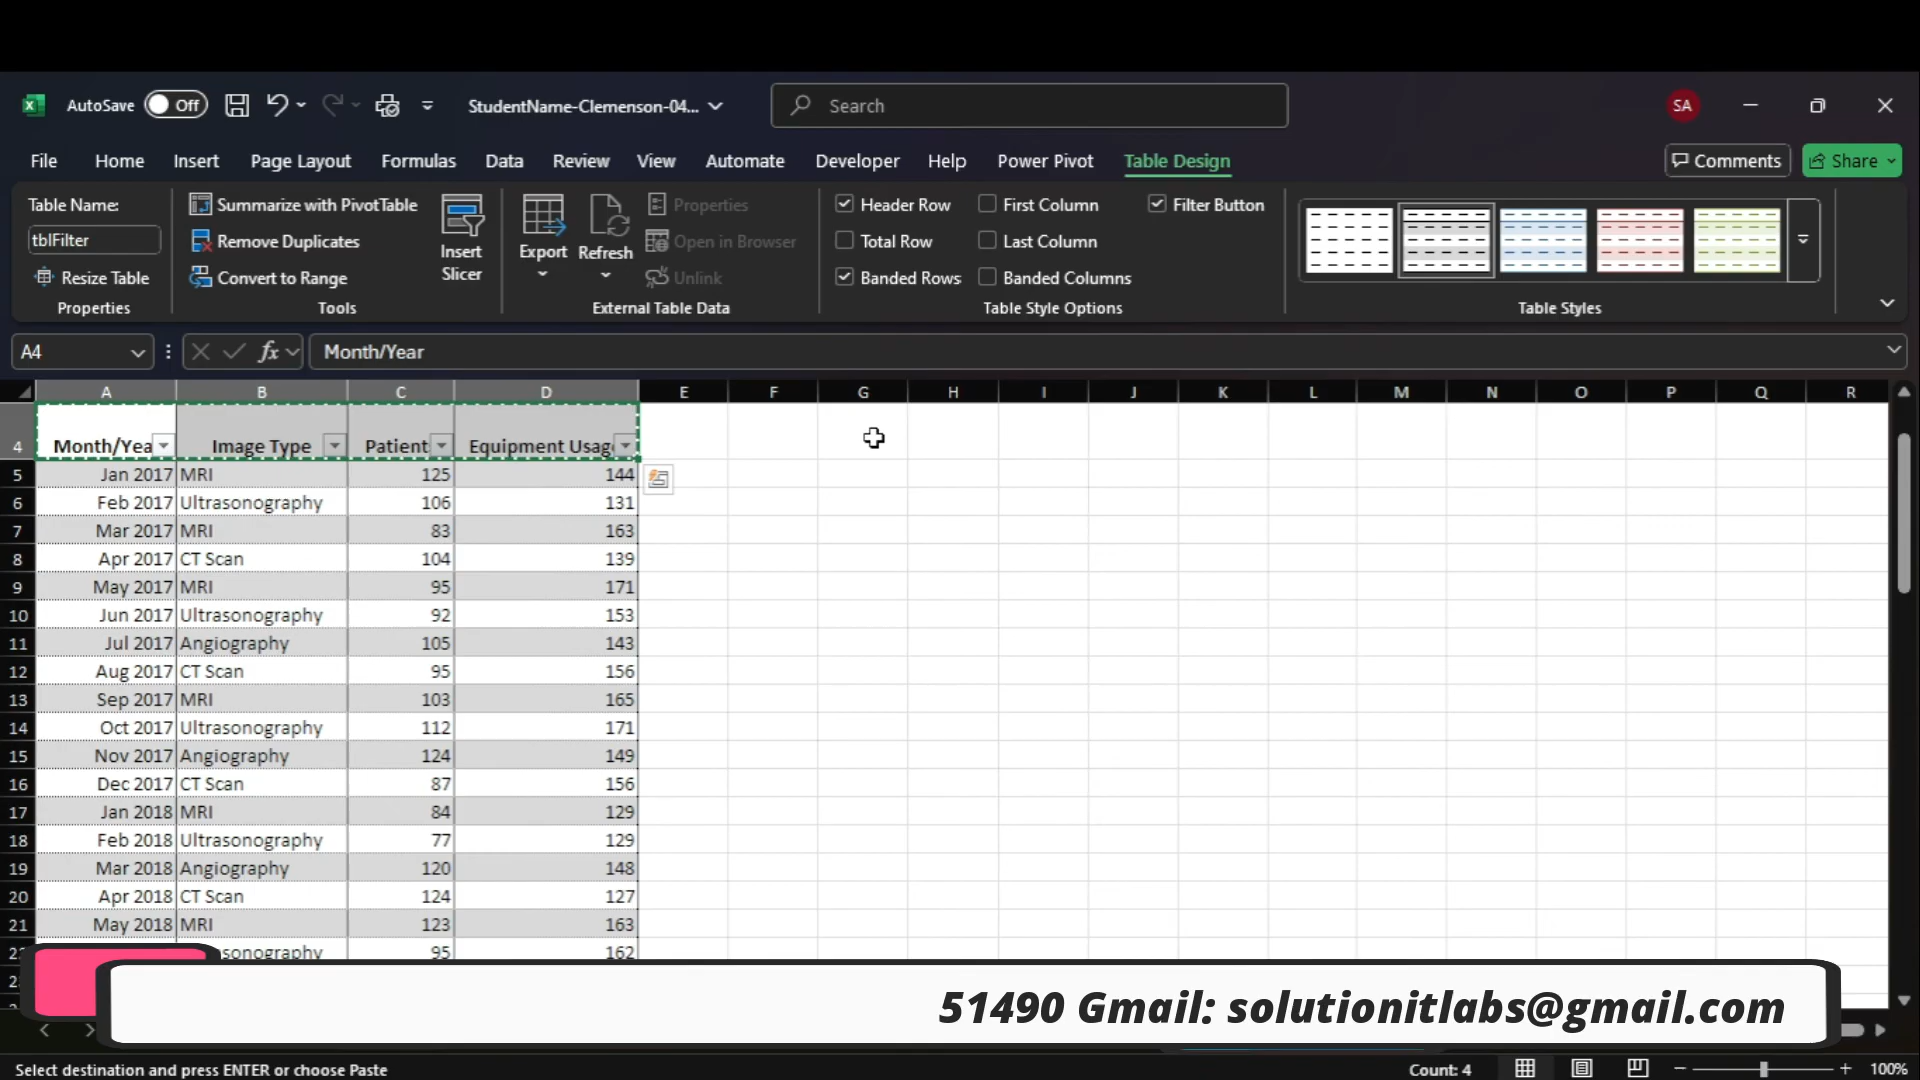 AutoSave Off StudentName-Clemenson-04... Search SA
File Home Insert Page Layout Formulas Data Review View Automate Developer Help Power Pivot Table Design Comments Share
Table Name:
tblFilter
Resize Table
Properties
Summarize with PivotTable
Remove Duplicates
Convert to Range
Insert
Slicer
Tools
Export
Refresh
Properties
Open in Browser
Unlink
External Table Data
Header Row First Column Filter Button
Total Row Last Column
Banded Rows Banded Columns
Table Style Options
Table Styles
A4 fx Month/Year
A B C D E F G H I J K L M N O P Q R
4 Month/Yea Image Type Patient Equipment Usag
5 Jan 2017 MRI 125 144
6 Feb 2017 Ultrasonography 106 131
7 Mar 2017 MRI 83 163
8 Apr 2017 CT Scan 104 139
9 May 2017 MRI 95 171
10 Jun 2017 Ultrasonography 92 153
11 Jul 2017 Angiography 105 143
12 Aug 2017 CT Scan 95 156
13 Sep 2017 MRI 103 165
14 Oct 2017 Ultrasonography 112 171
15 Nov 2017 Angiography 124 149
16 Dec 2017 CT Scan 87 156
17 Jan 2018 MRI 84 129
18 Feb 2018 Ultrasonography 77 129
19 Mar 2018 Angiography 120 148
20 Apr 2018 CT Scan 124 127
21 May 2018 MRI 123 163
sonography 95 162
51490 Gmail: solutionitlabs@gmail.com
Select destination and press ENTER or choose Paste Count: 4 100%